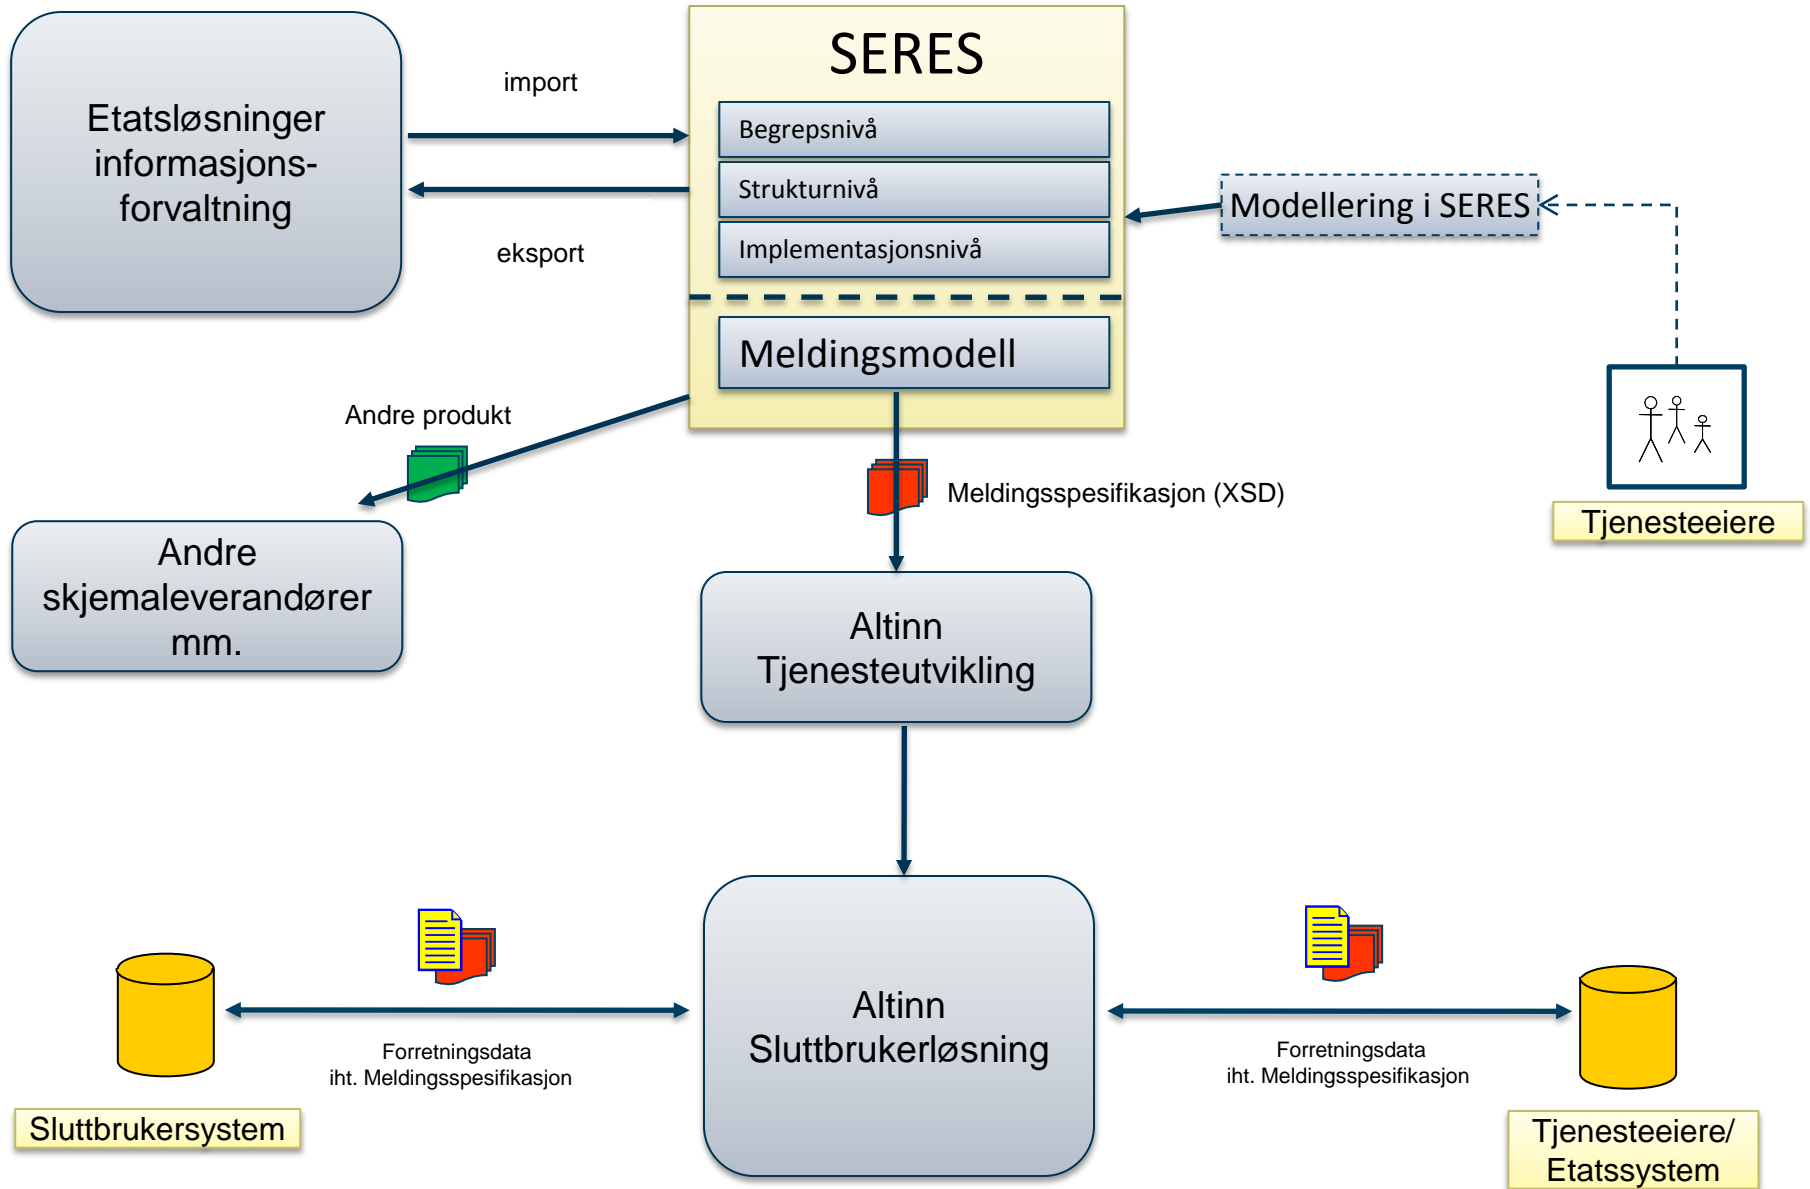 SERES
Etatsløsninger
informasjons-
forvaltning
import
eksport
Begrepsnivå
Strukturnivå
Implementasjonsnivå
Meldingsmodell
Modellering i SERES
Tjenesteeiere
Andre produkt
Meldingsspesifikasjon (XSD)
Andre
skjemaleverandører
mm.
Altinn
Tjenesteutvikling
Altinn
Sluttbrukerløsning
Forretningsdata
iht. Meldingsspesifikasjon
Forretningsdata
iht. Meldingsspesifikasjon
Sluttbrukersystem
Tjenesteeiere/
Etatssystem